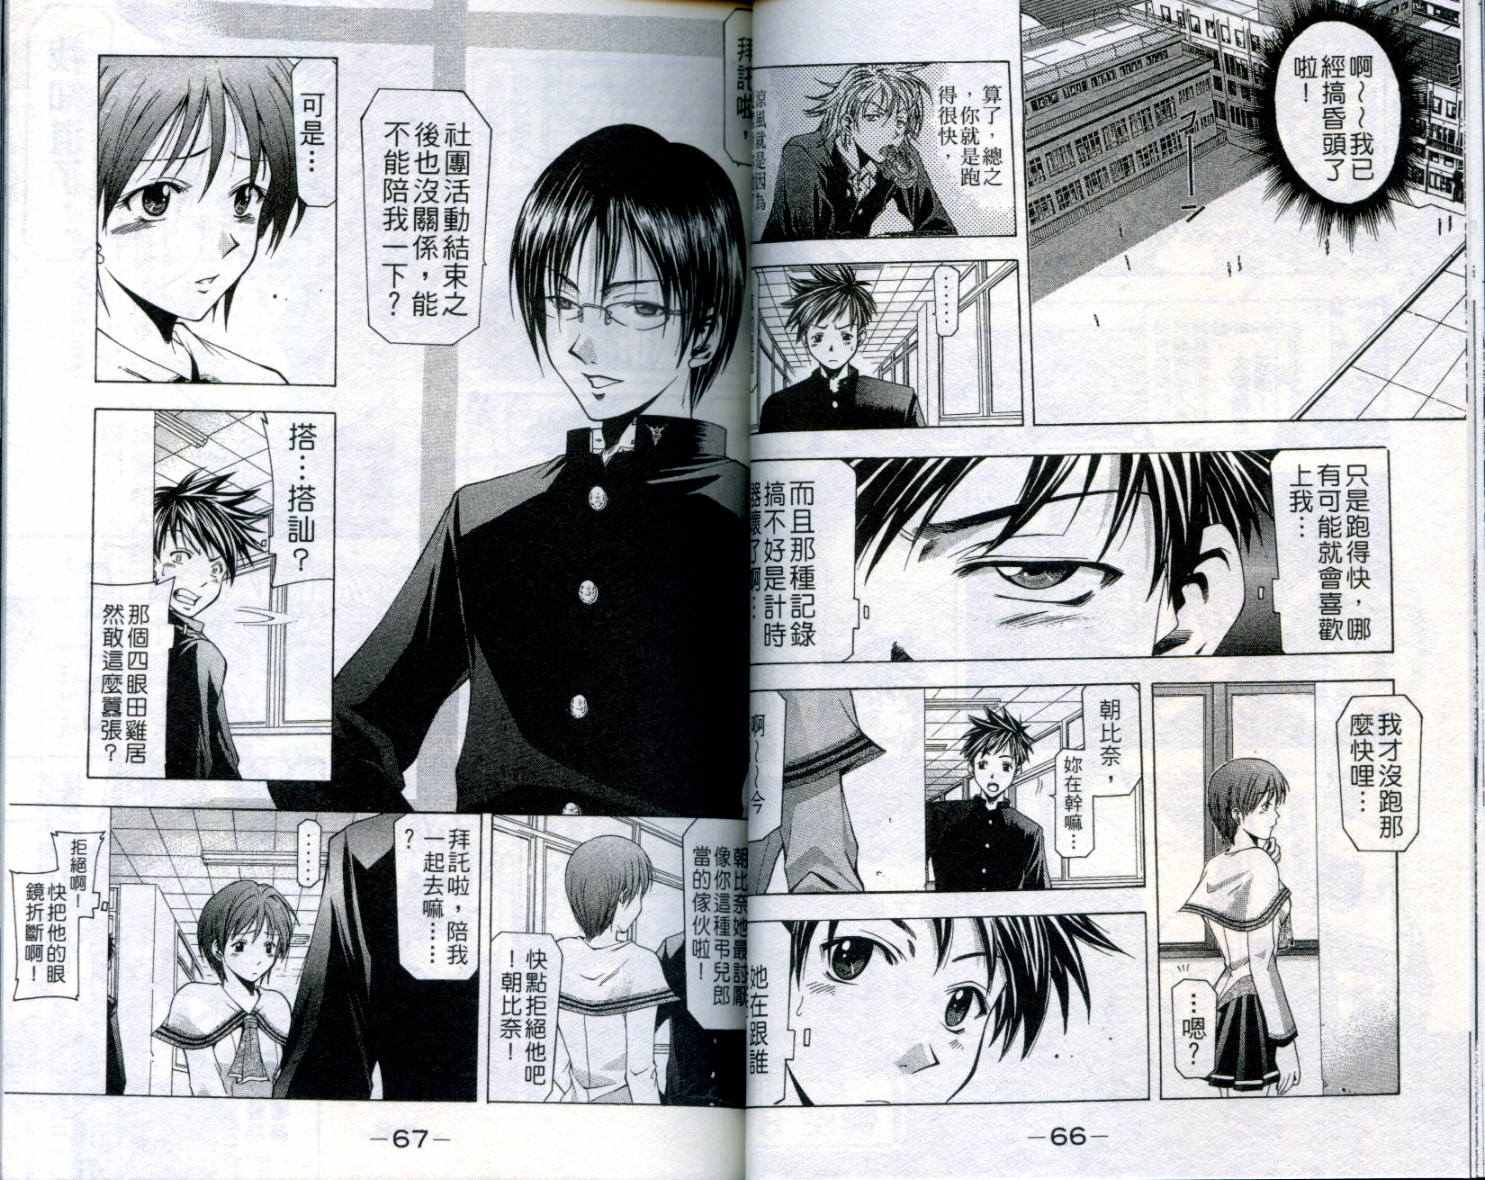 啊～～我已
經搞昏頭了
啦！
算了，總之
，你就是跑
得很快，
涼風就是因為
……
只是跑得快，哪
有可能就會喜歡
上我…
而且那種記錄
搞不好是計時
器壞了啊…
我才沒跑那
麼快哩…
…嗯？
朝比奈，
妳在幹嘛…
啊～～今
她在跟誰
－66－
拜託啦，
社團活動結束之
後也沒關係，能
不能陪我一下？
可是…
搭…搭訕？
那個四眼田雞居
然敢這麼囂張？
朝比奈她最討厭
像你這種弔兒郎
當的傢伙啦！
快點拒絕他吧
！朝比奈！
拜託啦，陪我
一起去嘛……
？
……
拒絕啊！
快把他的眼
鏡折斷啊！
－67－